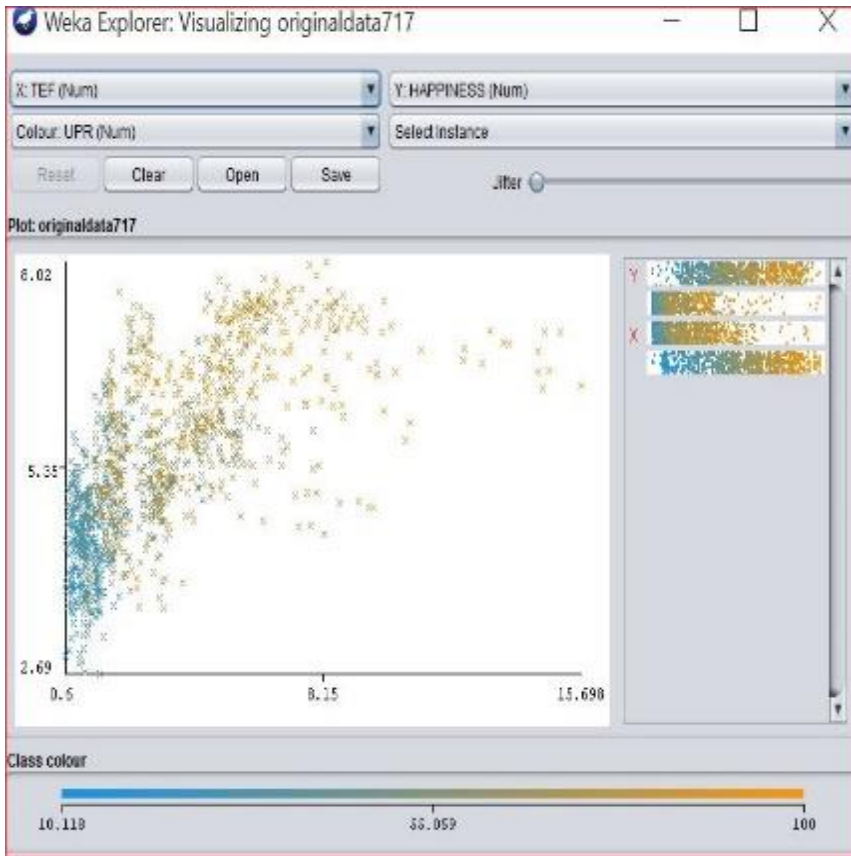 Weka Explorer: Visualizing originaldata717
X: TEF (Num)
Y: HAPPINESS (Num)
Colour: UPR (Num)
Select Instance
Reset
Clear
Open
Save
Jitter
Plot: originaldata717
8.02
5.35
2.69
0.6
8.15
15.698
Y
X
Class colour
10.118
55.059
100